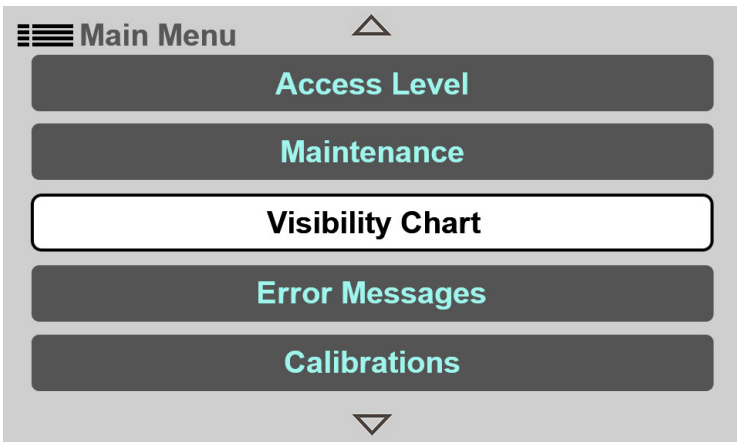 Main Menu
Access Level
Maintenance
Visibility Chart
Error Messages
Calibrations